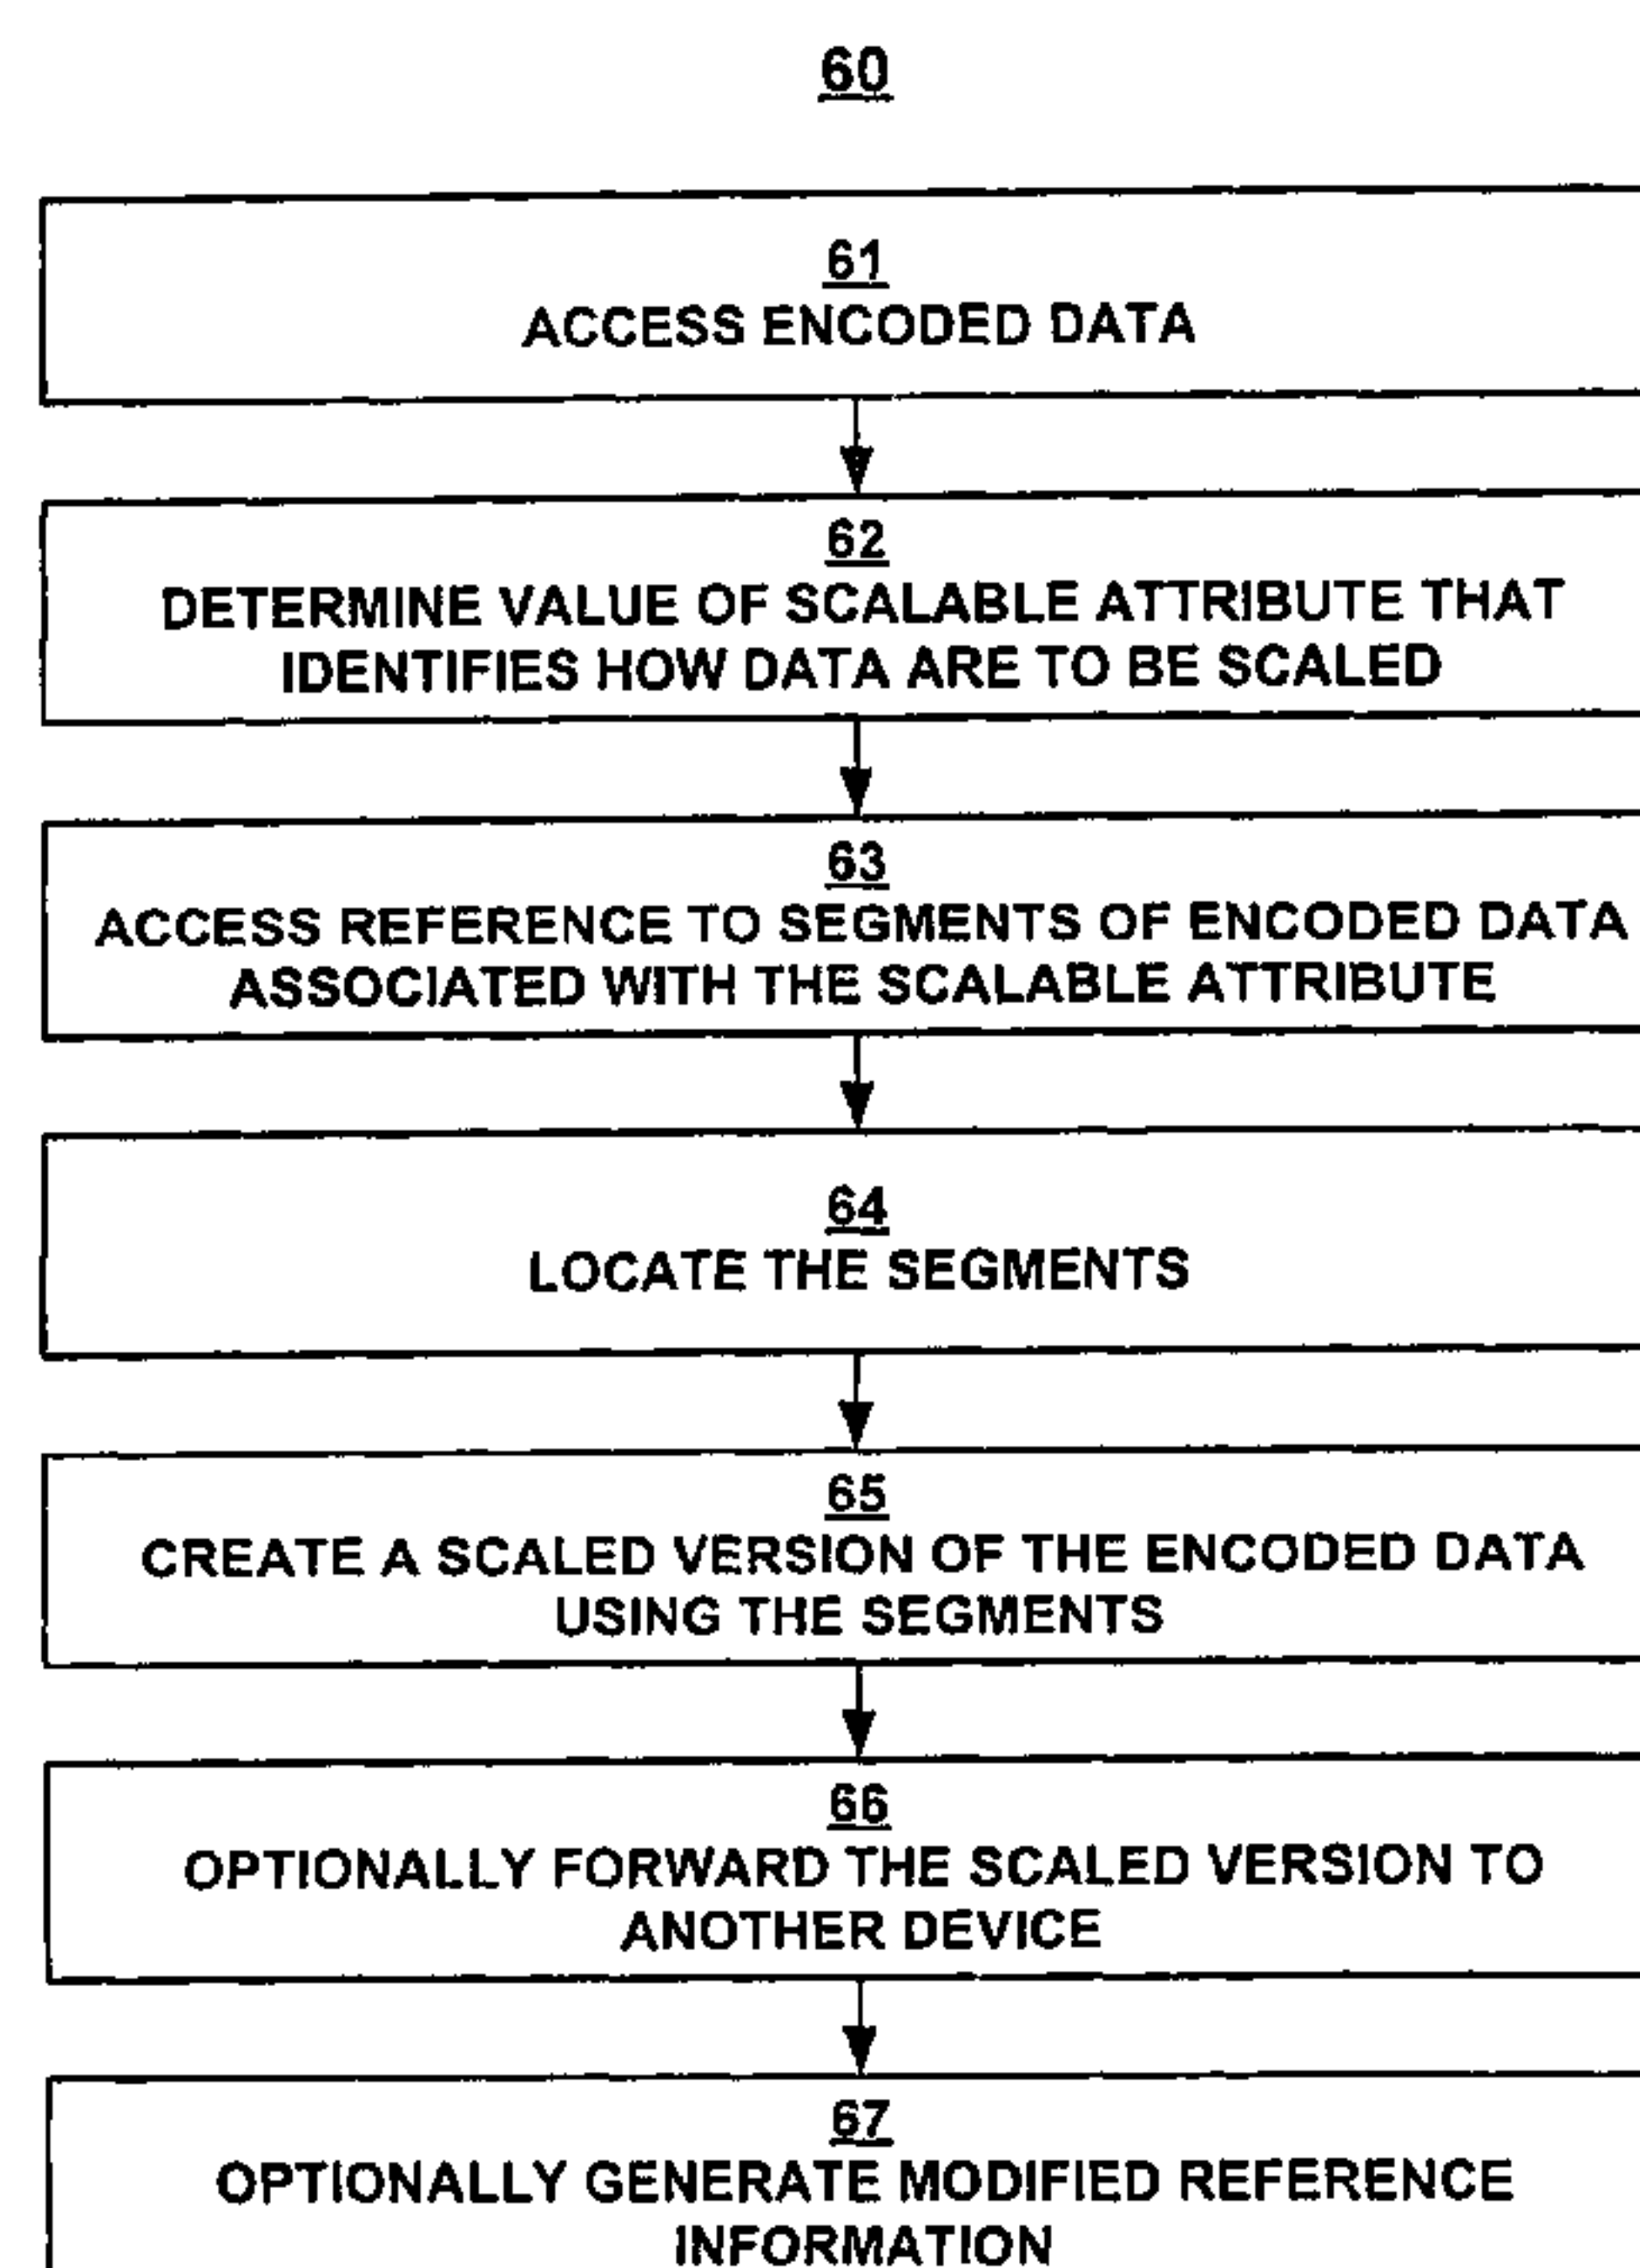 60
61
ACCESS ENCODED DATA
62
DETERMINE VALUE OF SCALABLE ATTRIBUTE THAT
IDENTIFIES HOW DATA ARE TO BE SCALED
63
ACCESS REFERENCE TO SEGMENTS OF ENCODED DATA
ASSOCIATED WITH THE SCALABLE ATTRIBUTE
64
LOCATE THE SEGMENTS
65
CREATE A SCALED VERSION OF THE ENCODED DATA
USING THE SEGMENTS
66
OPTIONALLY FORWARD THE SCALED VERSION TO
ANOTHER DEVICE
67
OPTIONALLY GENERATE MODIFIED REFERENCE
INFORMATION